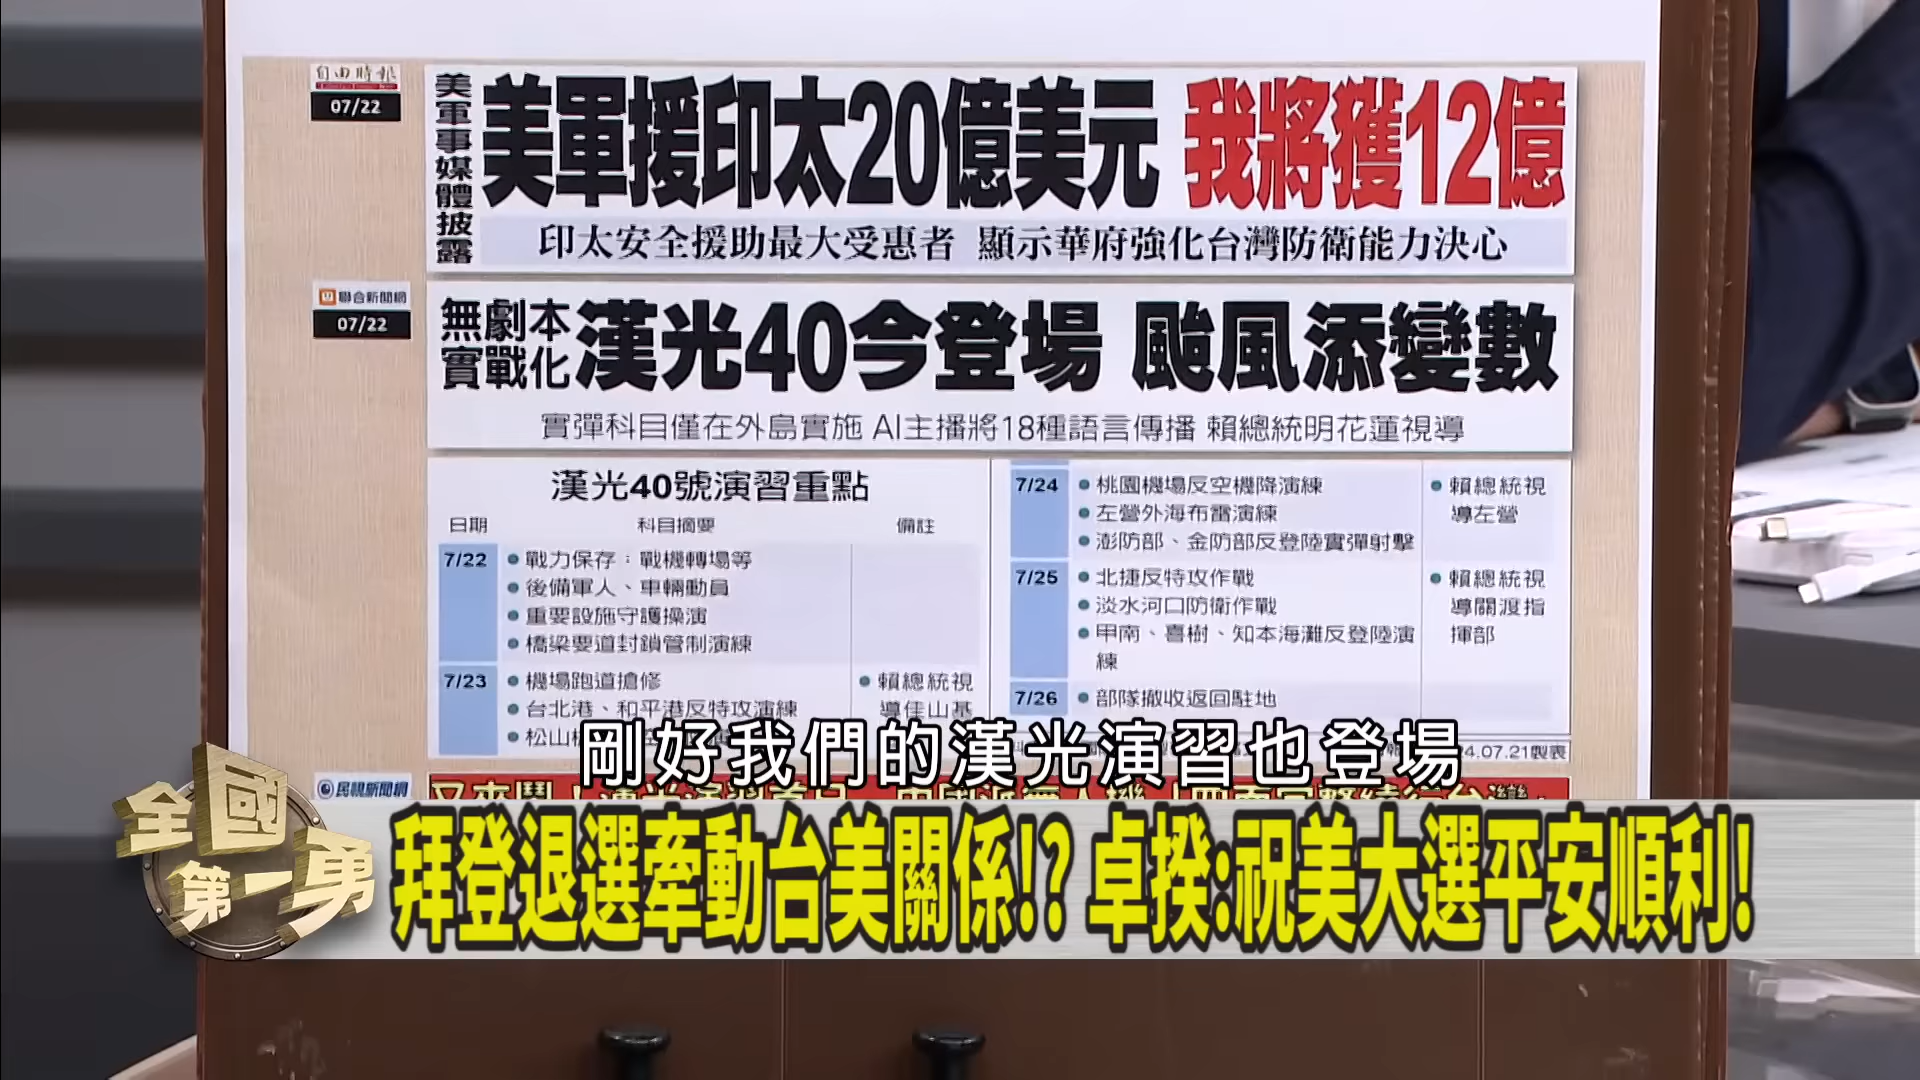 自由時報
07/22
美軍事媒體披露
美軍援印太20億美元 我將獲12億
印太安全援助最大受惠者 顯示華府強化台灣防衛能力決心
聯合新聞網
07/22
無劇本
實戰化
漢光40今登場 颱風添變數
實彈科目僅在外島實施 AI主播將18種語言傳播 賴總統明花蓮視導
漢光40號演習重點
日期 科目摘要 備註
7/22
戰力保存：戰機轉場等
後備軍人、車輛動員
重要設施守護操演
橋梁要道封鎖管制演練
7/23
機場跑道搶修
台北港、和平港反特攻演練
松山
賴總統視
導佳山基
7/24
桃園機場反空機降演練
左營外海布雷演練
澎防部、金防部反登陸實彈射擊
賴總統視
導左營
7/25
北捷反特攻作戰
淡水河口防衛作戰
甲南、喜樹、知本海灘反登陸演
練
賴總統視
導關渡指
揮部
7/26
部隊撤收返回駐地
4.07.21製表
民視新聞網
剛好我們的漢光演習也登場
全國第一勇
拜登退選牽動台美關係!? 卓揆:祝美大選平安順利!